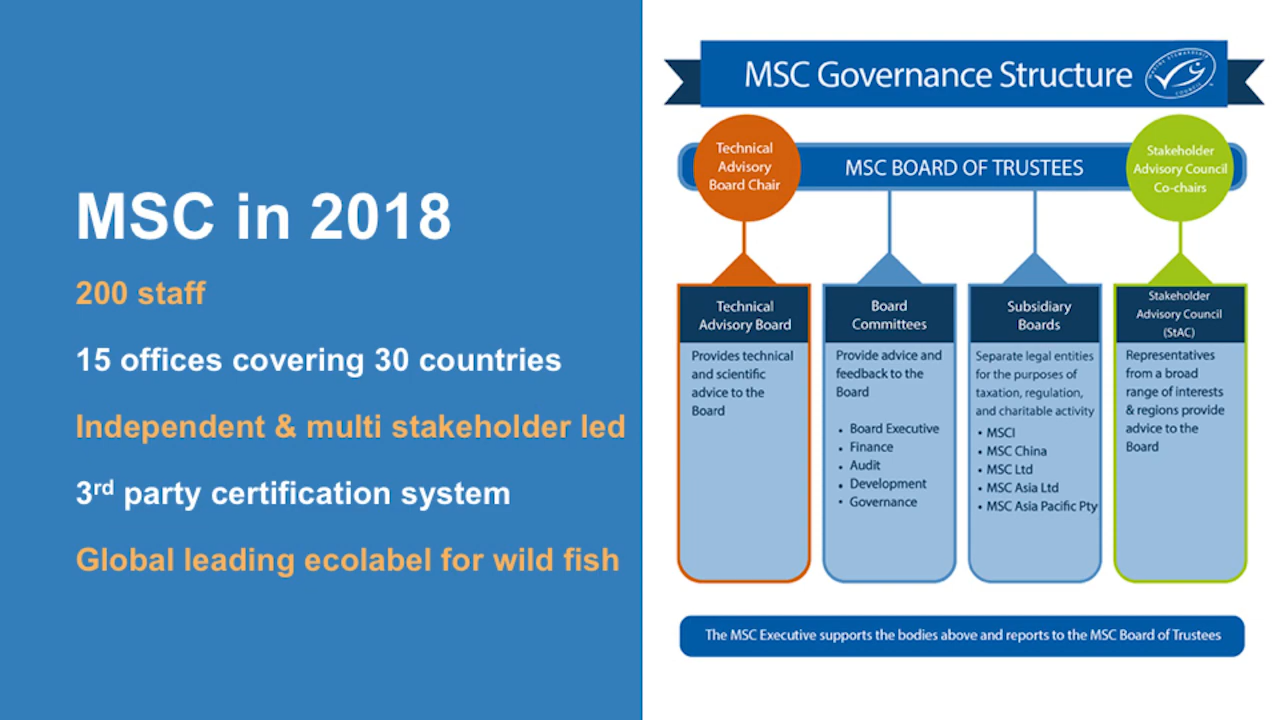 MSC in 2018
200 staff
15 offices covering 30 countries
Independent & multi stakeholder led
3rd party certification system
Global leading ecolabel for wild fish
MSC Governance Structure
MARINE STEWARDSHIP COUNCIL
Technical
Advisory
Board Chair
MSC BOARD OF TRUSTEES
Stakeholder
Advisory Council
Co-chairs
Technical
Advisory Board
Provides technical
and scientific
advice to the
Board
Board
Committees
Provide advice and
feedback to the
Board
• Board Executive
• Finance
• Audit
• Development
• Governance
Subsidiary
Boards
Separate legal entities
for the purposes of
taxation, regulation,
and charitable activity
• MSCI
• MSC China
• MSC Ltd
• MSC Asia Ltd
• MSC Asia Pacific Pty
Stakeholder
Advisory Council
(StAC)
Representatives
from a broad
range of interests
& regions provide
advice to the
Board
The MSC Executive supports the bodies above and reports to the MSC Board of Trustees